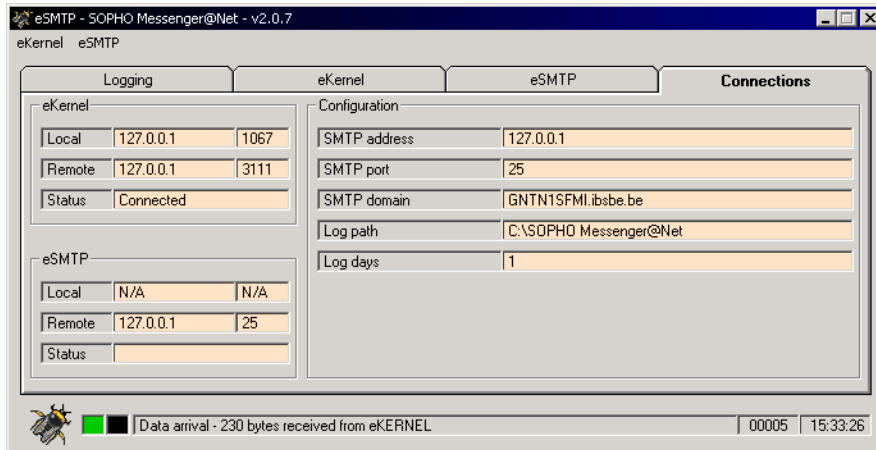 eSMTP - SOPHO Messenger@Net - v2.0.7
eKernel eSMTP
Logging eKernel eSMTP Connections
eKernel
Local 127.0.0.1 1067
Remote 127.0.0.1 3111
Status Connected
eSMTP
Local N/A N/A
Remote 127.0.0.1 25
Status
Configuration
SMTP address 127.0.0.1
SMTP port 25
SMTP domain GNTN1SFMI.ibsbe.be
Log path C:\SOPHO Messenger@Net
Log days 1
Data arrival - 230 bytes received from eKERNEL 00005 15:33:26